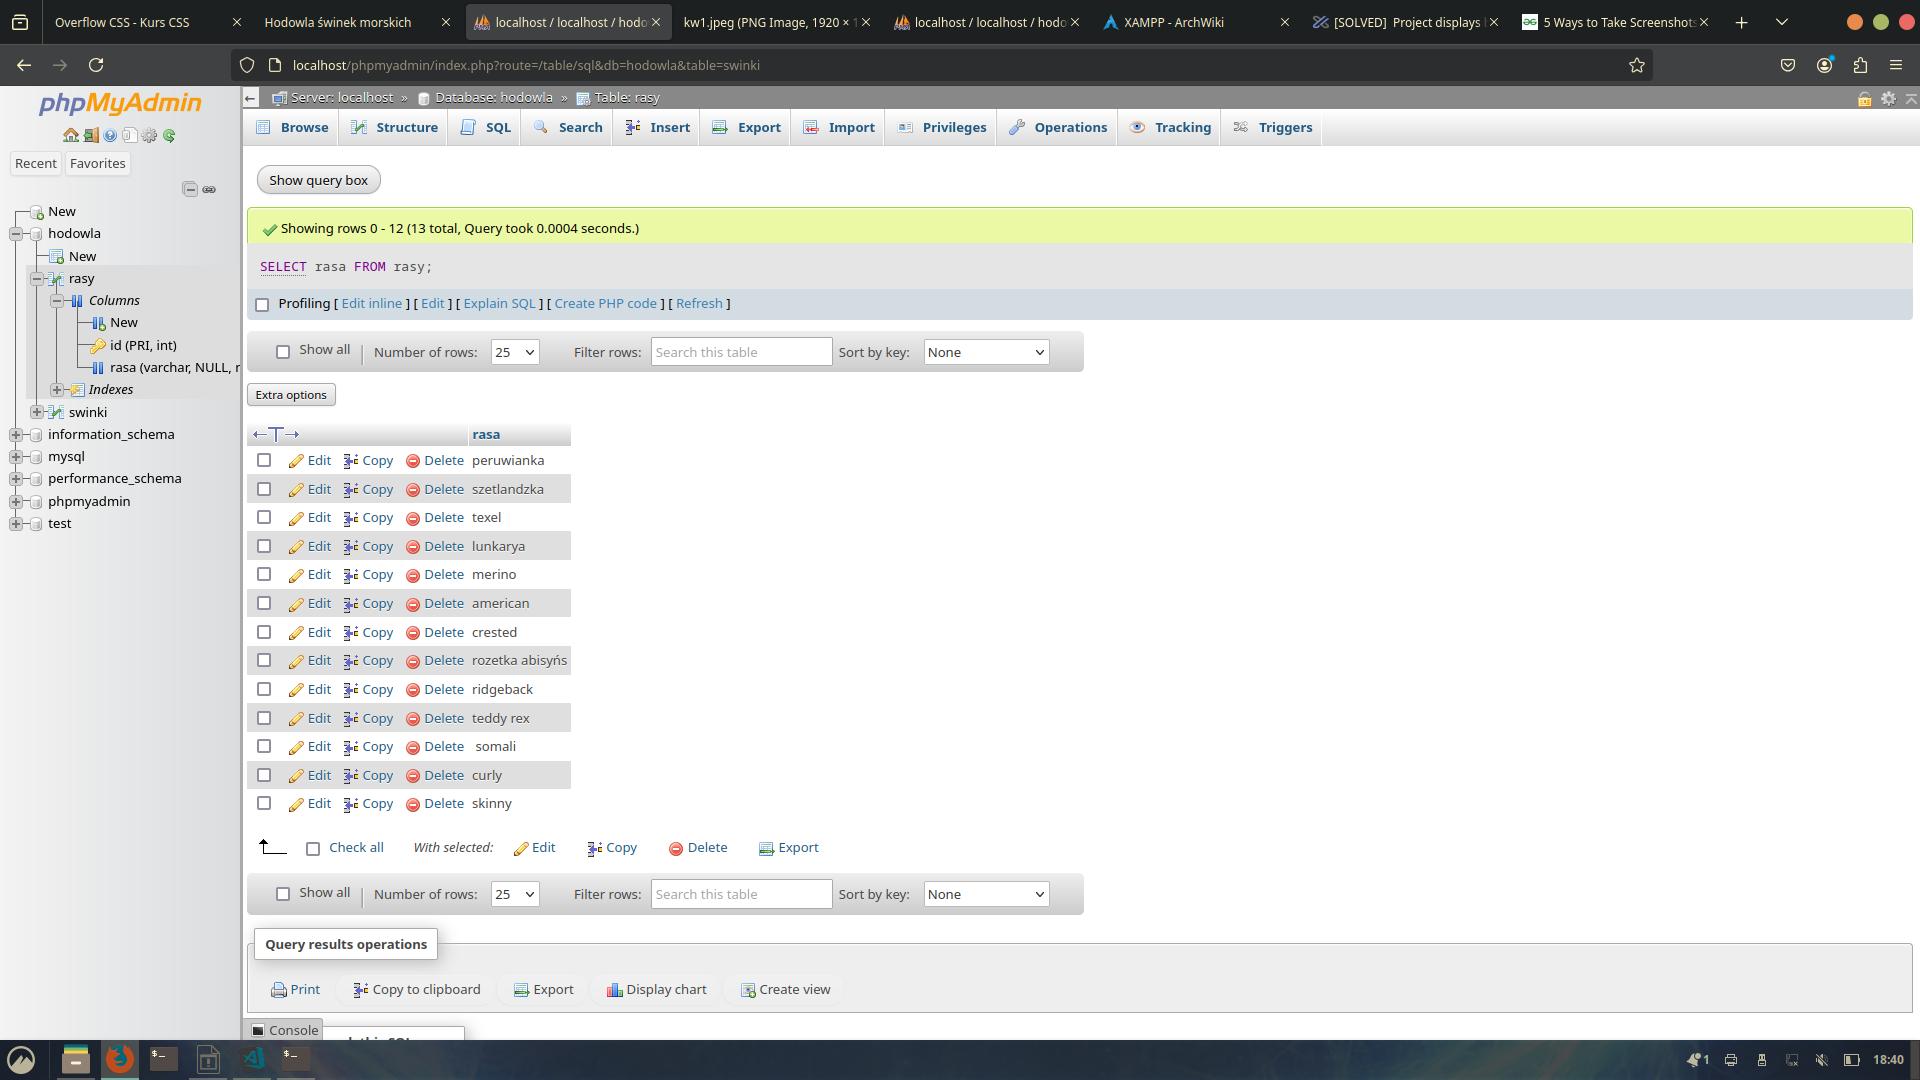 Overflow CSS - Kurs CSS
Hodowla świnek morskich
localhost / localhost / hodo
kw1.jpeg (PNG Image, 1920 × 1
localhost / localhost / hodo
XAMPP - ArchWiki
[SOLVED] Project displays
5 Ways to Take Screenshots
localhost/phpmyadmin/index.php?route=/table/sql&db=hodowla&table=swinki
phpMyAdmin
Recent Favorites
New
hodowla
New
rasy
Columns
New
id (PRI, int)
rasa (varchar, NULL, r
Indexes
swinki
information_schema
mysql
performance_schema
phpmyadmin
test
Server: localhost » Database: hodowla » Table: rasy
Browse Structure SQL Search Insert Export Import Privileges Operations Tracking Triggers
Show query box
Showing rows 0 - 12 (13 total, Query took 0.0004 seconds.)
SELECT rasa FROM rasy;
Profiling [ Edit inline ] [ Edit ] [ Explain SQL ] [ Create PHP code ] [ Refresh ]
Show all Number of rows: 25 Filter rows: Search this table Sort by key: None
Extra options
rasa
Edit Copy Delete peruwianka
Edit Copy Delete szetlandzka
Edit Copy Delete texel
Edit Copy Delete lunkarya
Edit Copy Delete merino
Edit Copy Delete american
Edit Copy Delete crested
Edit Copy Delete rozetka abisyńs
Edit Copy Delete ridgeback
Edit Copy Delete teddy rex
Edit Copy Delete somali
Edit Copy Delete curly
Edit Copy Delete skinny
Check all With selected: Edit Copy Delete Export
Show all Number of rows: 25 Filter rows: Search this table Sort by key: None
Query results operations
Print Copy to clipboard Export Display chart Create view
Console
1
18:40